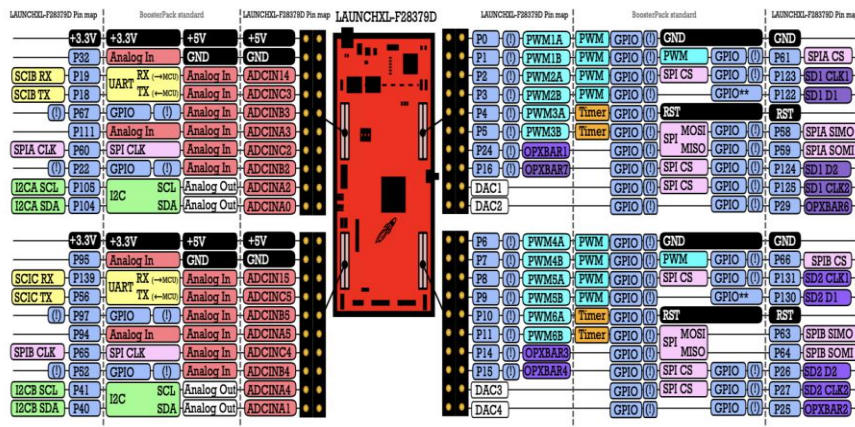 LAUNCHXL-F28379D Pin map BoosterPack standard LAUNCHXL-F28379D Pin map LAUNCHXL-F28379D LAUNCHXL-F28379D Pin map BoosterPack standard LAUNCHXL-F28379D Pin map
+3.3V +3.3V +5V +5V P0 (!) PWM1A PWM GPIO (!) GND GND
P32 Analog In GND GND P1 (!) PWM1B PWM GPIO (!) PWM GPIO (!) P61 SPIA CS
SCIB RX P19 UART RX (→MCU) Analog In ADCIN14 P2 (!) PWM2A PWM GPIO (!) SPI CS GPIO (!) P123 SD1 CLK1
SCIB TX P18 TX (←MCU) Analog In ADCINC3 P3 (!) PWM2B PWM GPIO (!) GPIO** P122 SD1 D1
(!) P67 GPIO (!) Analog In ADCINB3 P4 (!) PWM3A Timer GPIO (!) RST RST
P111 Analog In Analog In ADCINA3 P5 (!) PWM3B Timer GPIO (!) SPI MOSI GPIO (!) P58 SPIA SIMO
SPIA CLK P60 SPI CLK Analog In ADCINC2 P24 (!) OPXBAR1 GPIO (!) MISO GPIO (!) P59 SPIA SOMI
(!) P22 GPIO (!) Analog In ADCINB2 P16 (!) OPXBAR7 GPIO (!) SPI CS GPIO (!) P124 SD1 D2
I2CA SCL P105 I2C SCL Analog Out ADCINA2 DAC1 GPIO (!) SPI CS GPIO (!) P125 SD1 CLK2
I2CA SDA P104 SDA Analog Out ADCINA0 DAC2 GPIO (!) GPIO (!) P29 OPXBAR6
+3.3V +3.3V +5V +5V P6 (!) PWM4A PWM GPIO (!) GND GND
P95 Analog In GND GND P7 (!) PWM4B PWM GPIO (!) PWM GPIO (!) P66 SPIB CS
SCIC RX P139 UART RX (→MCU) Analog In ADCIN15 P8 (!) PWM5A PWM GPIO (!) SPI CS GPIO (!) P131 SD2 CLK1
SCIC TX P56 TX (←MCU) Analog In ADCINC5 P9 (!) PWM5B PWM GPIO (!) GPIO** P130 SD2 D1
(!) P97 GPIO (!) Analog In ADCINB5 P10 (!) PWM6A Timer GPIO (!) RST RST
P94 Analog In Analog In ADCINA5 P11 (!) PWM6B Timer GPIO (!) SPI MOSI GPIO (!) P63 SPIB SIMO
SPIB CLK P65 SPI CLK Analog In ADCINC4 P14 (!) OPXBAR3 GPIO (!) MISO GPIO (!) P64 SPIB SOMI
(!) P52 GPIO (!) Analog In ADCINB4 P15 (!) OPXBAR4 GPIO (!) SPI CS GPIO (!) P26 SD2 D2
I2CB SCL P41 I2C SCL Analog Out ADCINA4 DAC3 GPIO (!) SPI CS GPIO (!) P27 SD2 CLK2
I2CB SDA P40 SDA Analog Out ADCINA1 DAC4 GPIO (!) GPIO (!) P25 OPXBAR2